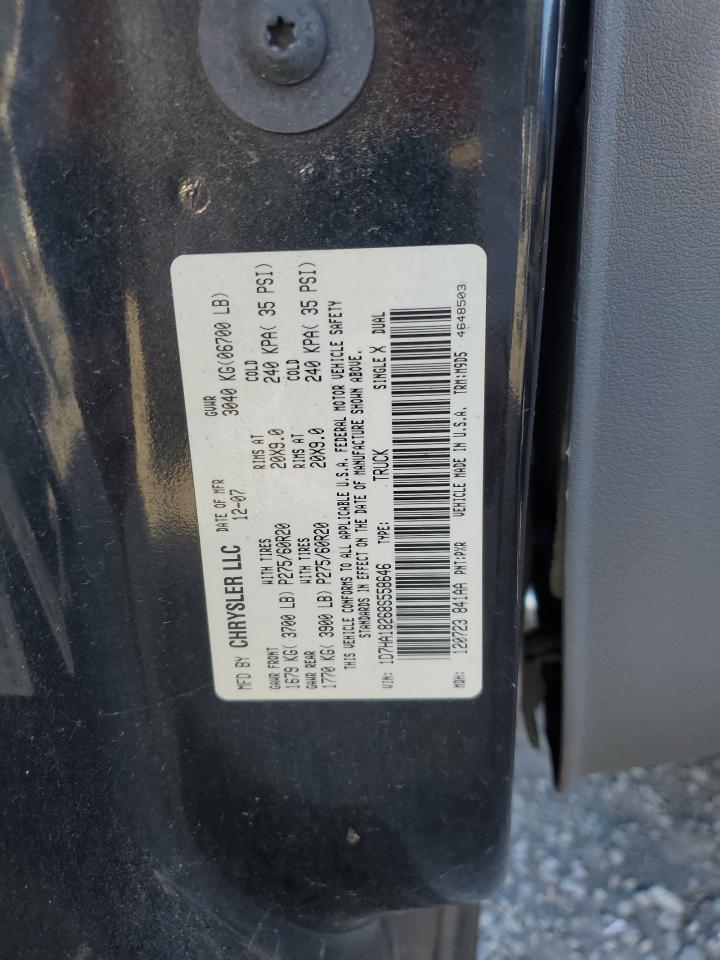 MFD BY CHRYSLER LLC DATE OF MFR GVWR
12-07 3040 KG(06700 LB)
GAWR FRONT WITH TIRES RIMS AT COLD
1679 KG( 3700 LB) P275/60R20 20X9.0 240 KPA( 35 PSI)
GAWR REAR WITH TIRES RIMS AT COLD
1770 KG( 3900 LB) P275/60R20 20X9.0 240 KPA( 35 PSI)
THIS VEHICLE CONFORMS TO ALL APPLICABLE U.S.A. FEDERAL MOTOR VEHICLE SAFETY
STANDARDS IN EFFECT ON THE DATE OF MANUFACTURE SHOWN ABOVE.
VIN: 1D7HA18268S558646 TYPE: TRUCK SINGLE X DUAL
MDH: 120723 841AA PNT:PXR VEHICLE MADE IN U.S.A. TRM:M9D5 4648503